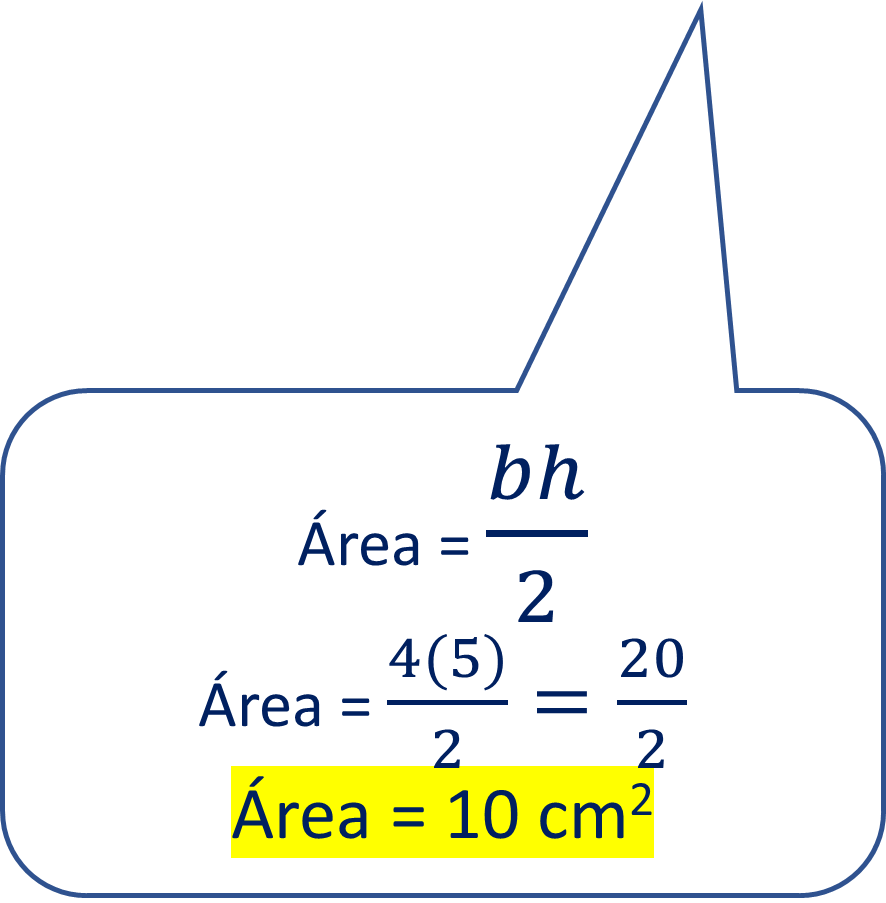 Área = bh/2
Área = 4(5)/2 = 20/2
Área = 10 cm²